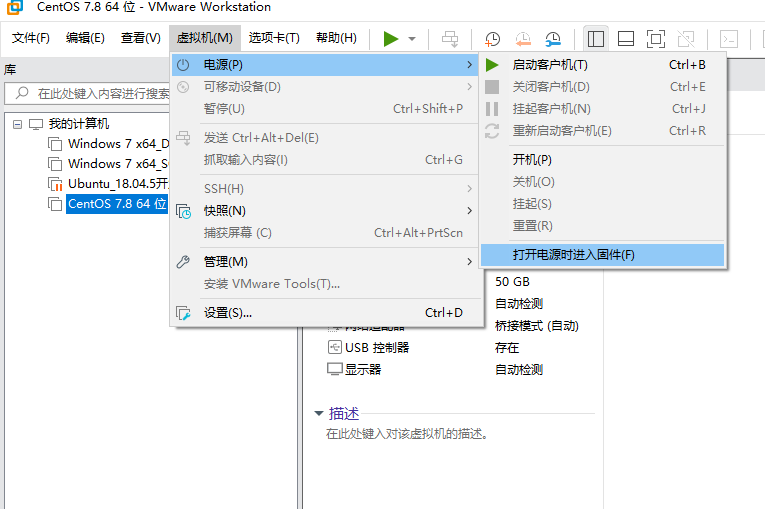 CentOS 7.8 64 位 - VMware Workstation
文件(F) 编辑(E) 查看(V) 虚拟机(M) 选项卡(T) 帮助(H)
库
在此处键入内容进行搜索
我的计算机
Windows 7 x64_D
Windows 7 x64_S
Ubuntu_18.04.5开
CentOS 7.8 64 位
电源(P)
可移动设备(D)
暂停(U) Ctrl+Shift+P
发送 Ctrl+Alt+Del(E)
抓取输入内容(I) Ctrl+G
SSH(H)
快照(N)
捕获屏幕 (C) Ctrl+Alt+PrtScn
管理(M)
安装 VMware Tools(T)...
设置(S)... Ctrl+D
启动客户机(T) Ctrl+B
关闭客户机(D) Ctrl+E
挂起客户机(N) Ctrl+J
重新启动客户机(E) Ctrl+R
开机(P)
关机(O)
挂起(S)
重置(R)
打开电源时进入固件(F)
50 GB
自动检测
网络适配器 桥接模式 (自动)
USB 控制器 存在
显示器 自动检测
描述
在此处键入对该虚拟机的描述。